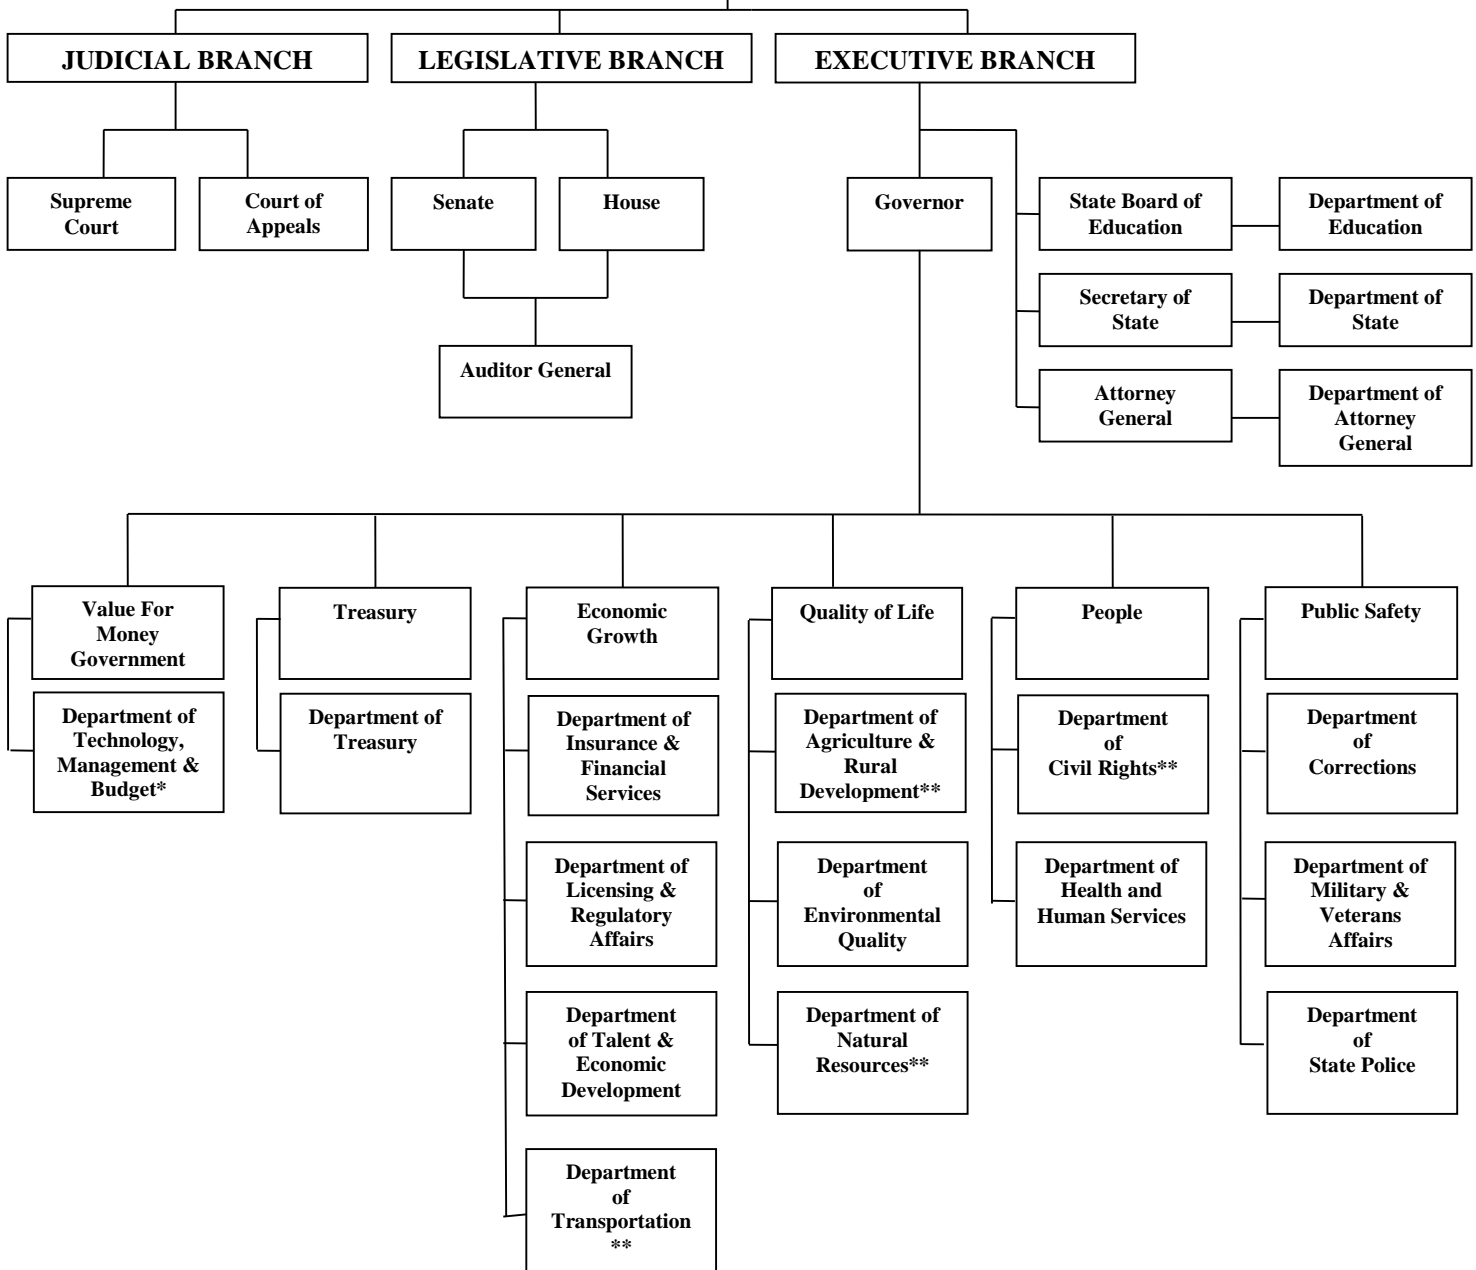 JUDICIAL BRANCH
LEGISLATIVE BRANCH
EXECUTIVE BRANCH
Supreme
Court
Court of
Appeals
Senate
House
Governor
State Board of
Education
Department of
Education
Secretary of
State
Department of
State
Auditor General
Attorney
General
Department of
Attorney
General
Value For
Money
Government
Treasury
Economic
Growth
Quality of Life
People
Public Safety
Department of
Technology,
Management &
Budget*
Department of
Treasury
Department of
Insurance &
Financial
Services
Department of
Agriculture &
Rural
Development**
Department
of
Civil Rights**
Department
of
Corrections
Department of
Licensing &
Regulatory
Affairs
Department
of
Environmental
Quality
Department of
Health and
Human Services
Department of
Military &
Veterans
Affairs
Department
of Talent &
Economic
Development
Department of
Natural
Resources**
Department
of
State Police
Department
of
Transportation
**